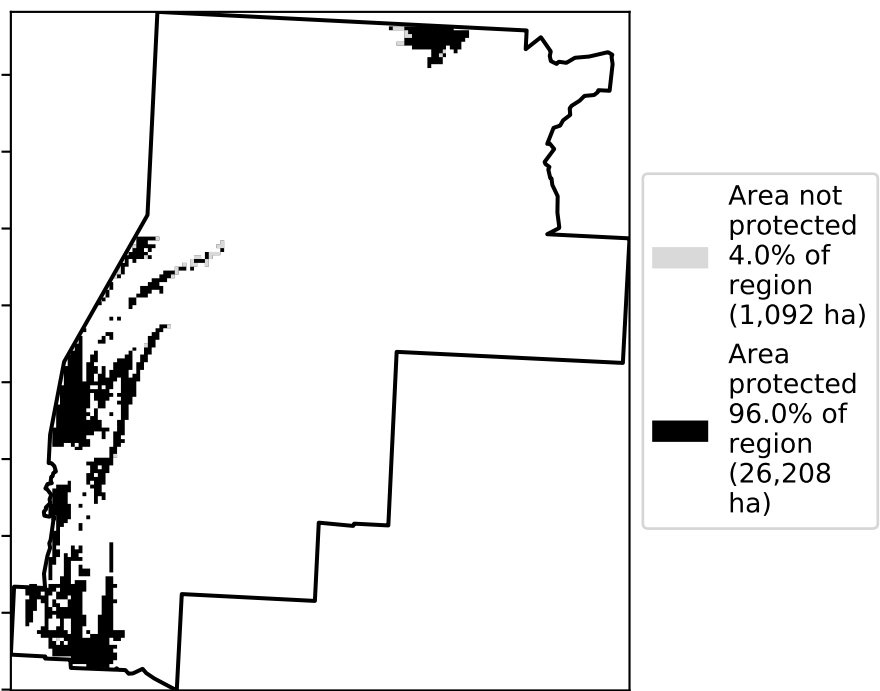 Area not
protected
4.0% of
region
(1,092 ha)
Area
protected
96.0% of
region
(26,208
ha)